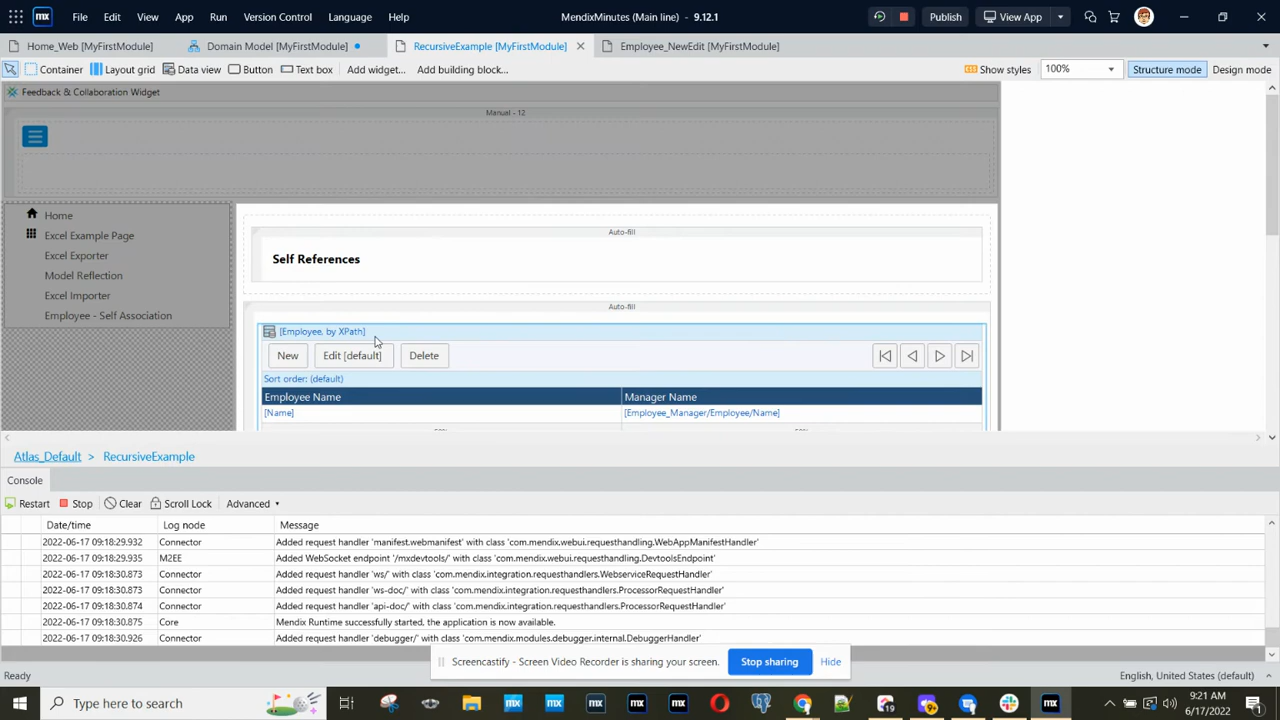 mx File Edit View App Run Version Control Language Help MendixMinutes (Main line) - 9.12.1 Publish View App
Home_Web [MyFirstModule] Domain Model [MyFirstModule] RecursiveExample [MyFirstModule] Employee_NewEdit [MyFirstModule]
Container Layout grid Data view Button Text box Add widget... Add building block... Show styles 100% Structure mode Design mode
Feedback & Collaboration Widget
Manual - 12
Home
Excel Example Page
Excel Exporter
Model Reflection
Excel Importer
Employee - Self Association
Auto-fill
Self References
Auto-fill
[Employee, by XPath]
New Edit [default] Delete
Sort order: (default)
Employee Name Manager Name
[Name] [Employee_Manager/Employee/Name]
Atlas_Default > RecursiveExample
Console
Restart Stop Clear Scroll Lock Advanced
Date/time Log node Message
2022-06-17 09:18:29.932 Connector Added request handler 'manifest.webmanifest' with class 'com.mendix.webui.requesthandling.WebAppManifestHandler'
2022-06-17 09:18:29.935 M2EE Added WebSocket endpoint '/mxdevtools/' with class 'com.mendix.webui.requesthandling.DevtoolsEndpoint'
2022-06-17 09:18:30.873 Connector Added request handler 'ws/' with class 'com.mendix.integration.requesthandlers.WebserviceRequestHandler'
2022-06-17 09:18:30.873 Connector Added request handler 'ws-doc/' with class 'com.mendix.integration.requesthandlers.ProcessorRequestHandler'
2022-06-17 09:18:30.874 Connector Added request handler 'api-doc/' with class 'com.mendix.integration.requesthandlers.ProcessorRequestHandler'
2022-06-17 09:18:30.875 Core Mendix Runtime successfully started, the application is now available.
2022-06-17 09:18:30.926 Connector Added request handler 'debugger/' with class 'com.mendix.modules.debugger.internal.DebuggerHandler'
Screencastify - Screen Video Recorder is sharing your screen. Stop sharing Hide
Ready English, United States (default)
Type here to search
9:21 AM
6/17/2022